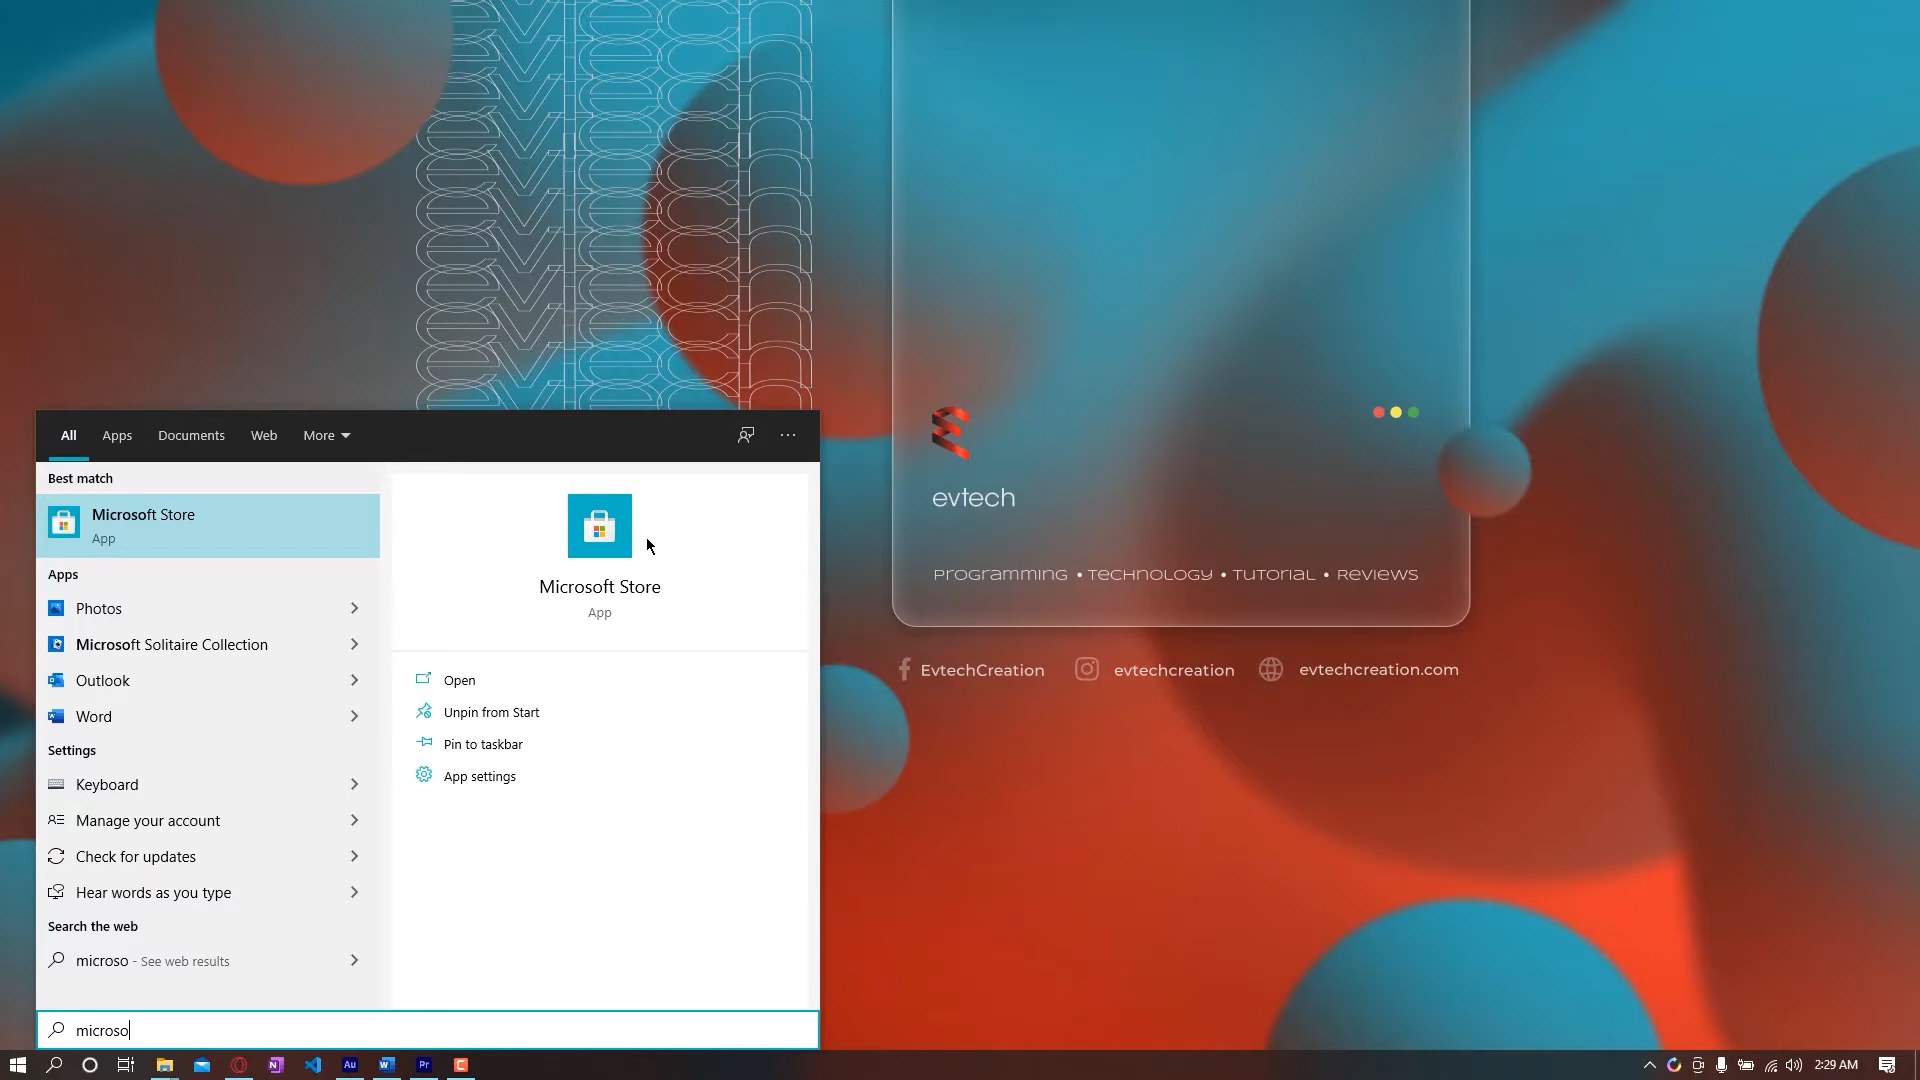 All
Apps
Documents
Web
More
Best match
Microsoft Store
App
Apps
Photos
Microsoft Solitaire Collection
Outlook
Word
Settings
Keyboard
Manage your account
Check for updates
Hear words as you type
Search the web
microso - See web results
microso
Microsoft Store
App
Open
Unpin from Start
Pin to taskbar
App settings
evtech
Programming • Technology • Tutorial • Reviews
EvtechCreation
evtechcreation
evtechcreation.com
N
Au
W
Pr
C
2:29 AM